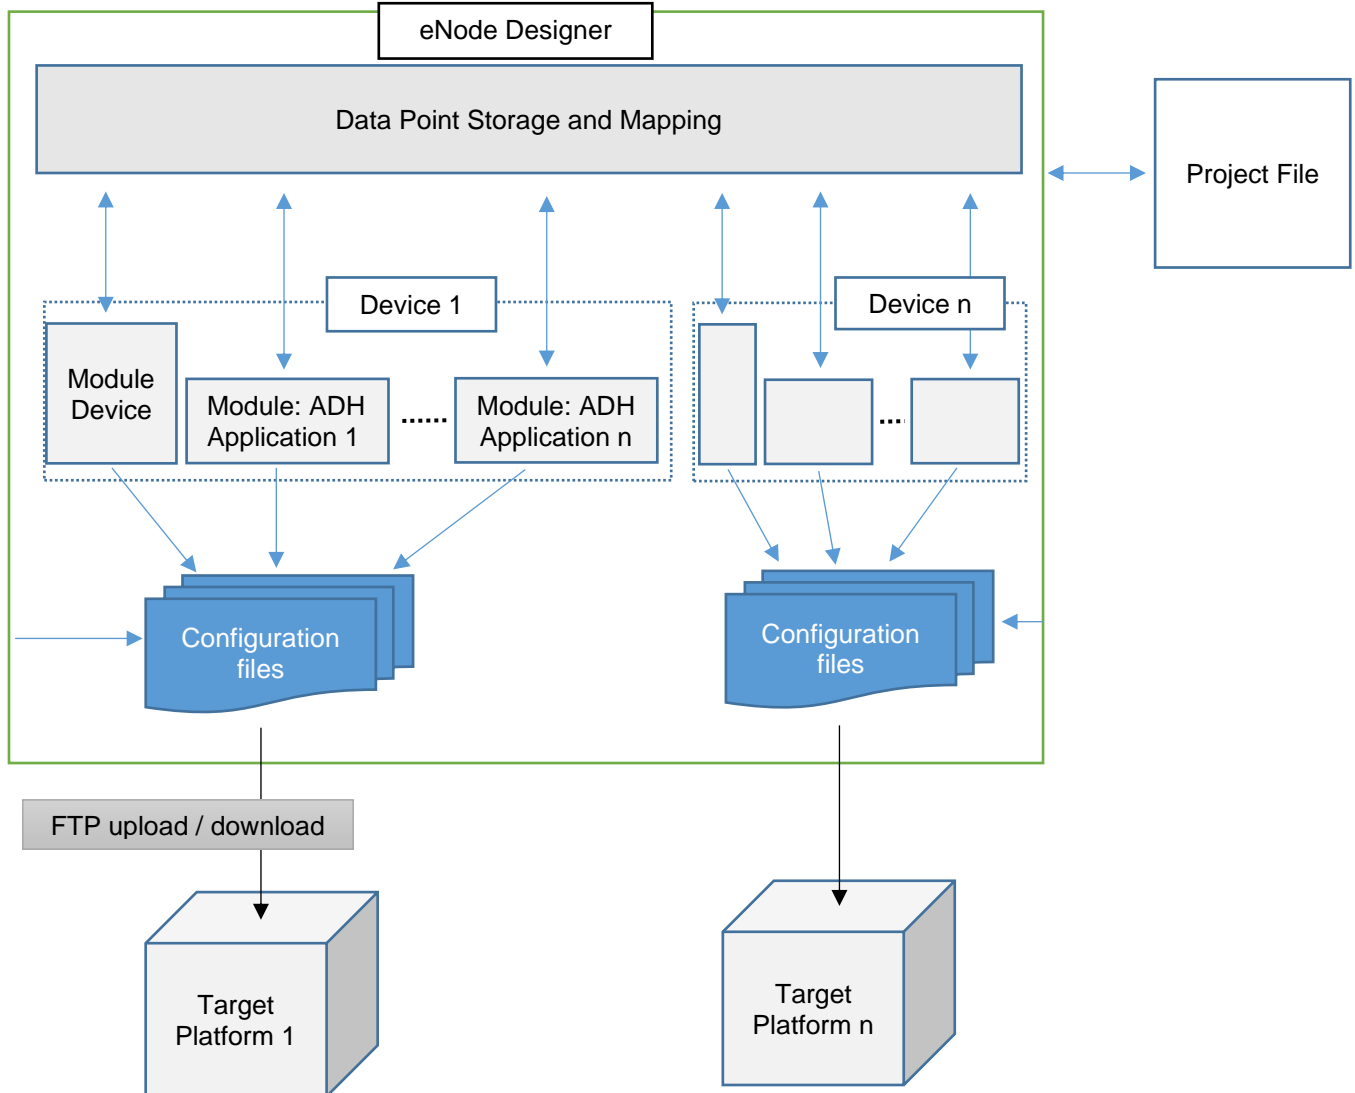 eNode Designer
Data Point Storage and Mapping
Project File
Device 1
Device n
Module
Device
Module: ADH
Application 1
......
Module: ADH
Application n
....
Configuration
files
Configuration
files
FTP upload / download
Target
Platform 1
Target
Platform n